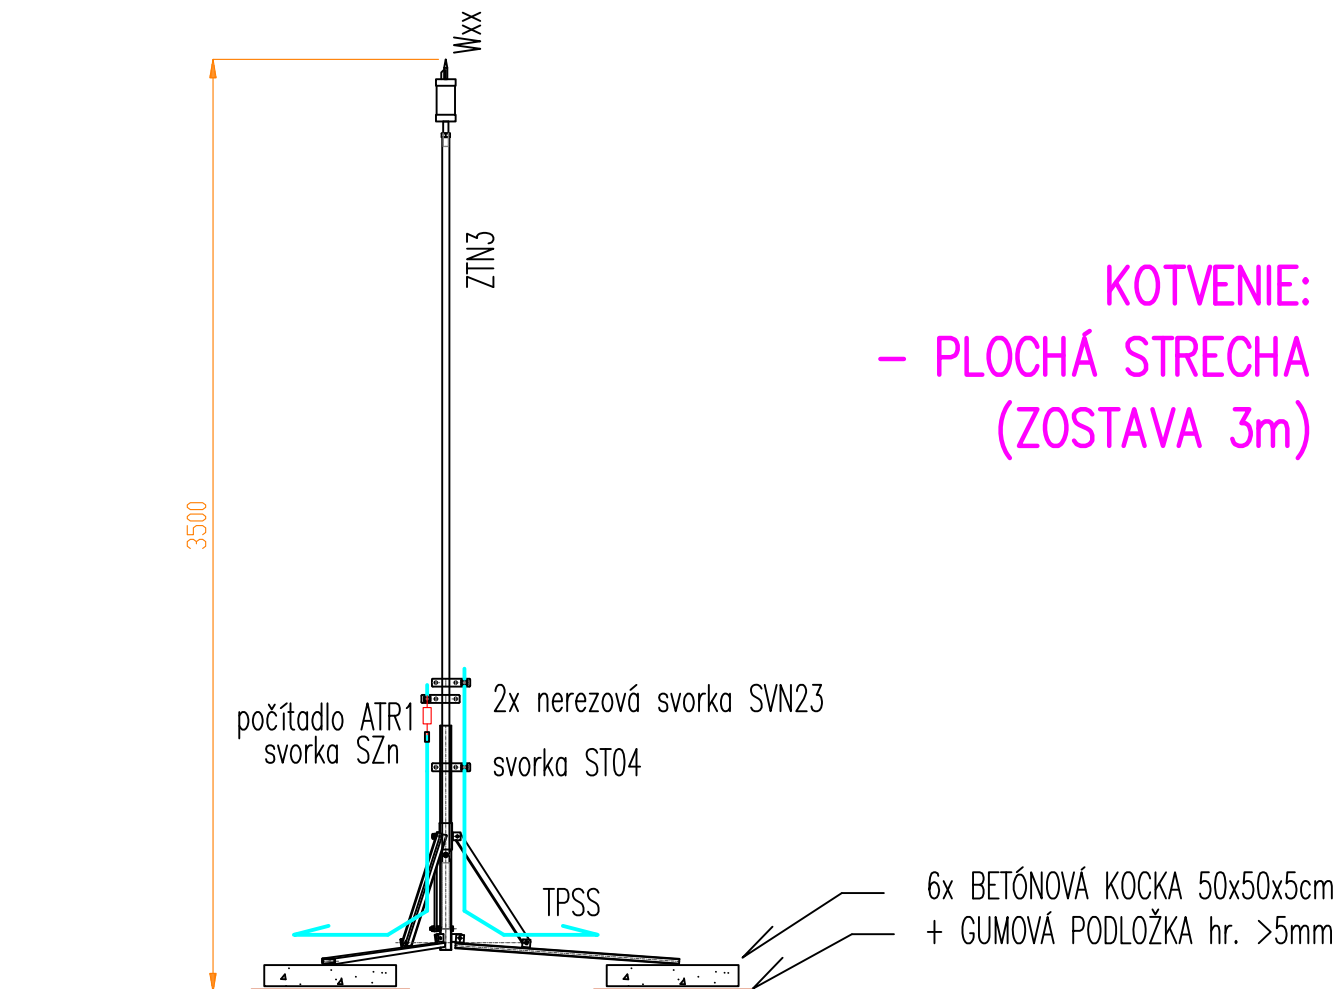 Wxx
ZTN3
KOTVENIE:
- PLOCHÁ STRECHA
(ZOSTAVA 3m)
3500
2x nerezová svorka SVN23
počítadlo ATR1
svorka SZn
svorka ST04
TPSS
6x BETÓNOVÁ KOCKA 50x50x5cm
+ GUMOVÁ PODLOŽKA hr. >5mm